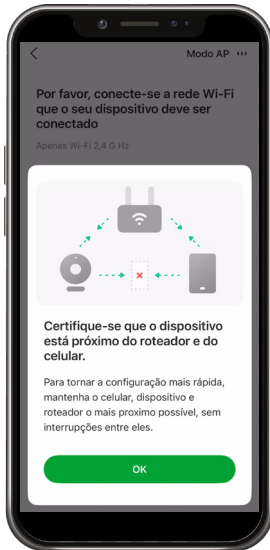 Modo AP
Por favor, conecte-se a rede Wi-Fi
que o seu dispositivo deve ser
conectado
Apenas Wi-Fi 2,4 G Hz
Certifique-se que o dispositivo
está próximo do roteador e do
celular.
Para tornar a configuração mais rápida,
mantenha o celular, dispositivo e
roteador o mais proximo possível, sem
interrupções entre eles.
OK